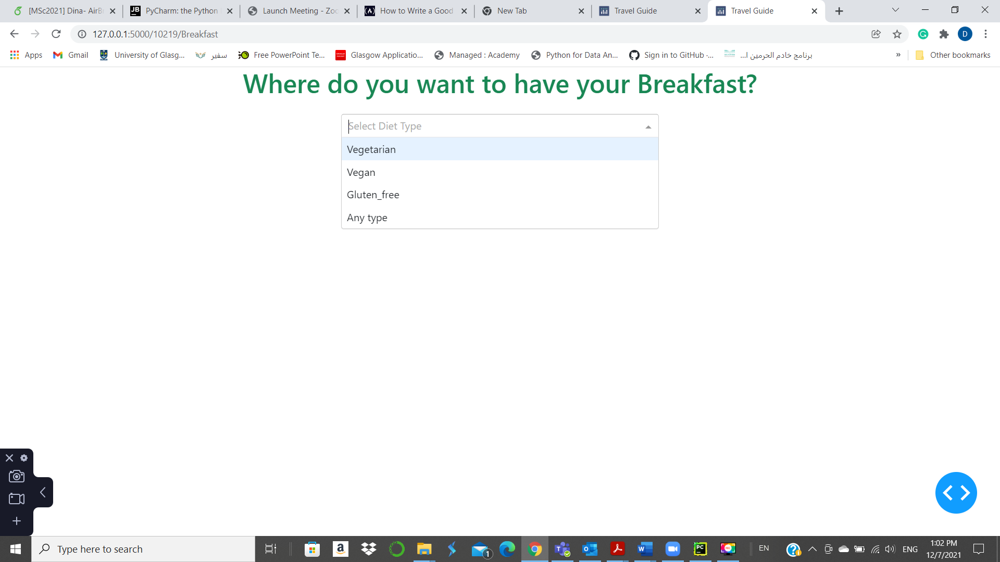 [MSc2021] Dina- AirB
JB
PyCharm: the Python
Launch Meeting - Zoo
How to Write a Good
New Tab
Travel Guide
Travel Guide
127.0.0.1:5000/10219/Breakfast
D
Apps
Gmail
University of Glasg...
سفير
Free PowerPoint Te...
Glasgow Applicatio...
Managed : Academy
Python for Data An...
Sign in to GitHub ·...
برنامج خادم الحرمين ا...
»
Other bookmarks
Where do you want to have your Breakfast?
Select Diet Type
Vegetarian
Vegan
Gluten_free
Any type
Type here to search
1
EN
ENG
1:02 PM
12/7/2021